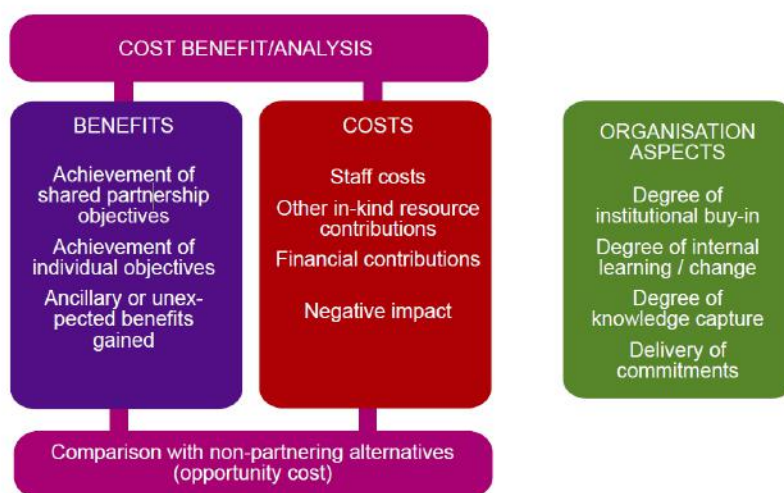 COST BENEFIT/ANALYSIS
BENEFITS
Achievement of
shared partnership
objectives
Achievement of
individual objectives
Ancillary or unex-
pected benefits
gained
COSTS
Staff costs
Other in-kind resource
contributions
Financial contributions
Negative impact
ORGANISATION
ASPECTS
Degree of
institutional buy-in
Degree of internal
learning / change
Degree of
knowledge capture
Delivery of
commitments
Comparison with non-partnering alternatives
(opportunity cost)